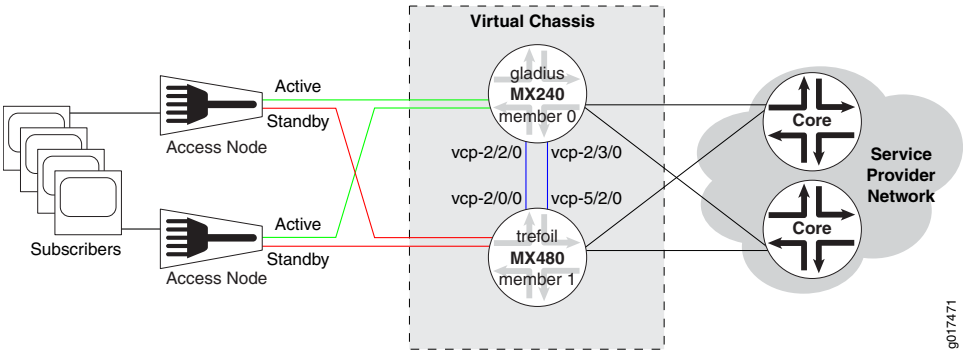 Virtual Chassis
gladius
MX240
member 0
Active
Standby
Access Node
Core
vcp-2/2/0
vcp-2/3/0
Service
Provider
Network
vcp-2/0/0
vcp-5/2/0
Active
Standby
Access Node
Subscribers
trefoil
MX480
member 1
Core
g017471